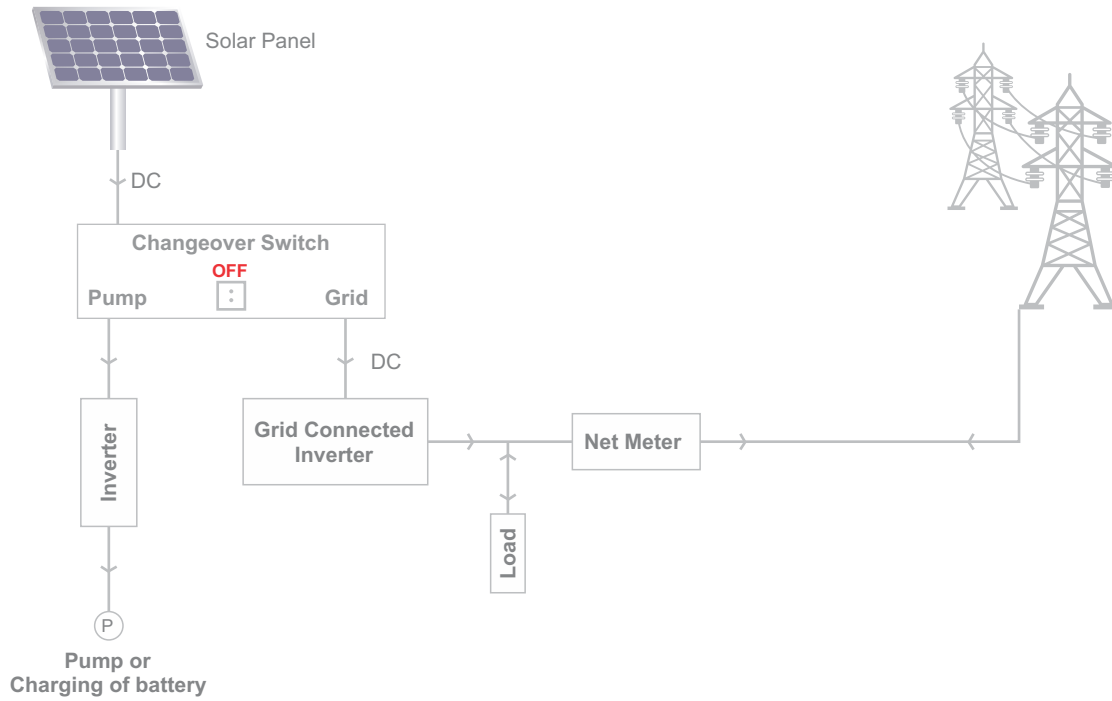 Solar Panel
DC
Changeover Switch
OFF
Pump
:
Grid
DC
Grid Connected
Inverter
Net Meter
Inverter
Load
P
Pump or
Charging of battery